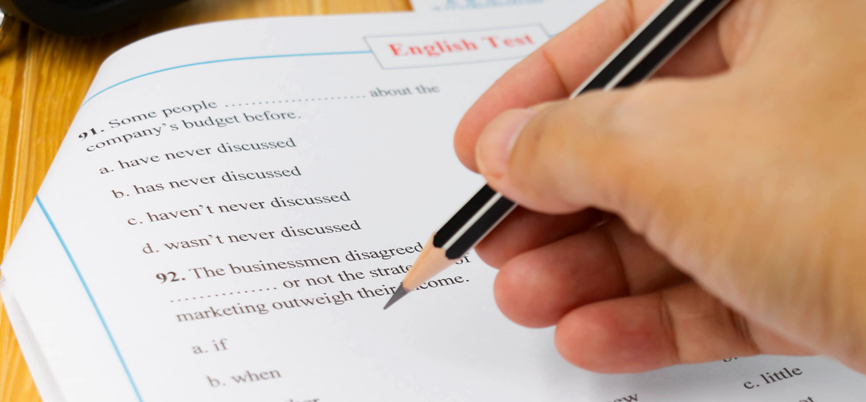 English Test
91. Some people .................... about the
company's budget before.
a. have never discussed
b. has never discussed
c. haven't never discussed
d. wasn't never discussed
92. The businessmen disagreed
............... or not the of
marketing outweigh their
a. if
b. when
c. little